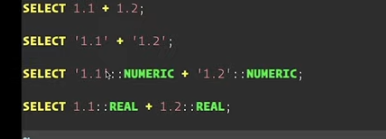 SELECT 1.1 + 1.2;
SELECT '1.1' + '1.2';
SELECT '1.1'::NUMERIC + '1.2'::NUMERIC;
SELECT 1.1::REAL + 1.2::REAL;